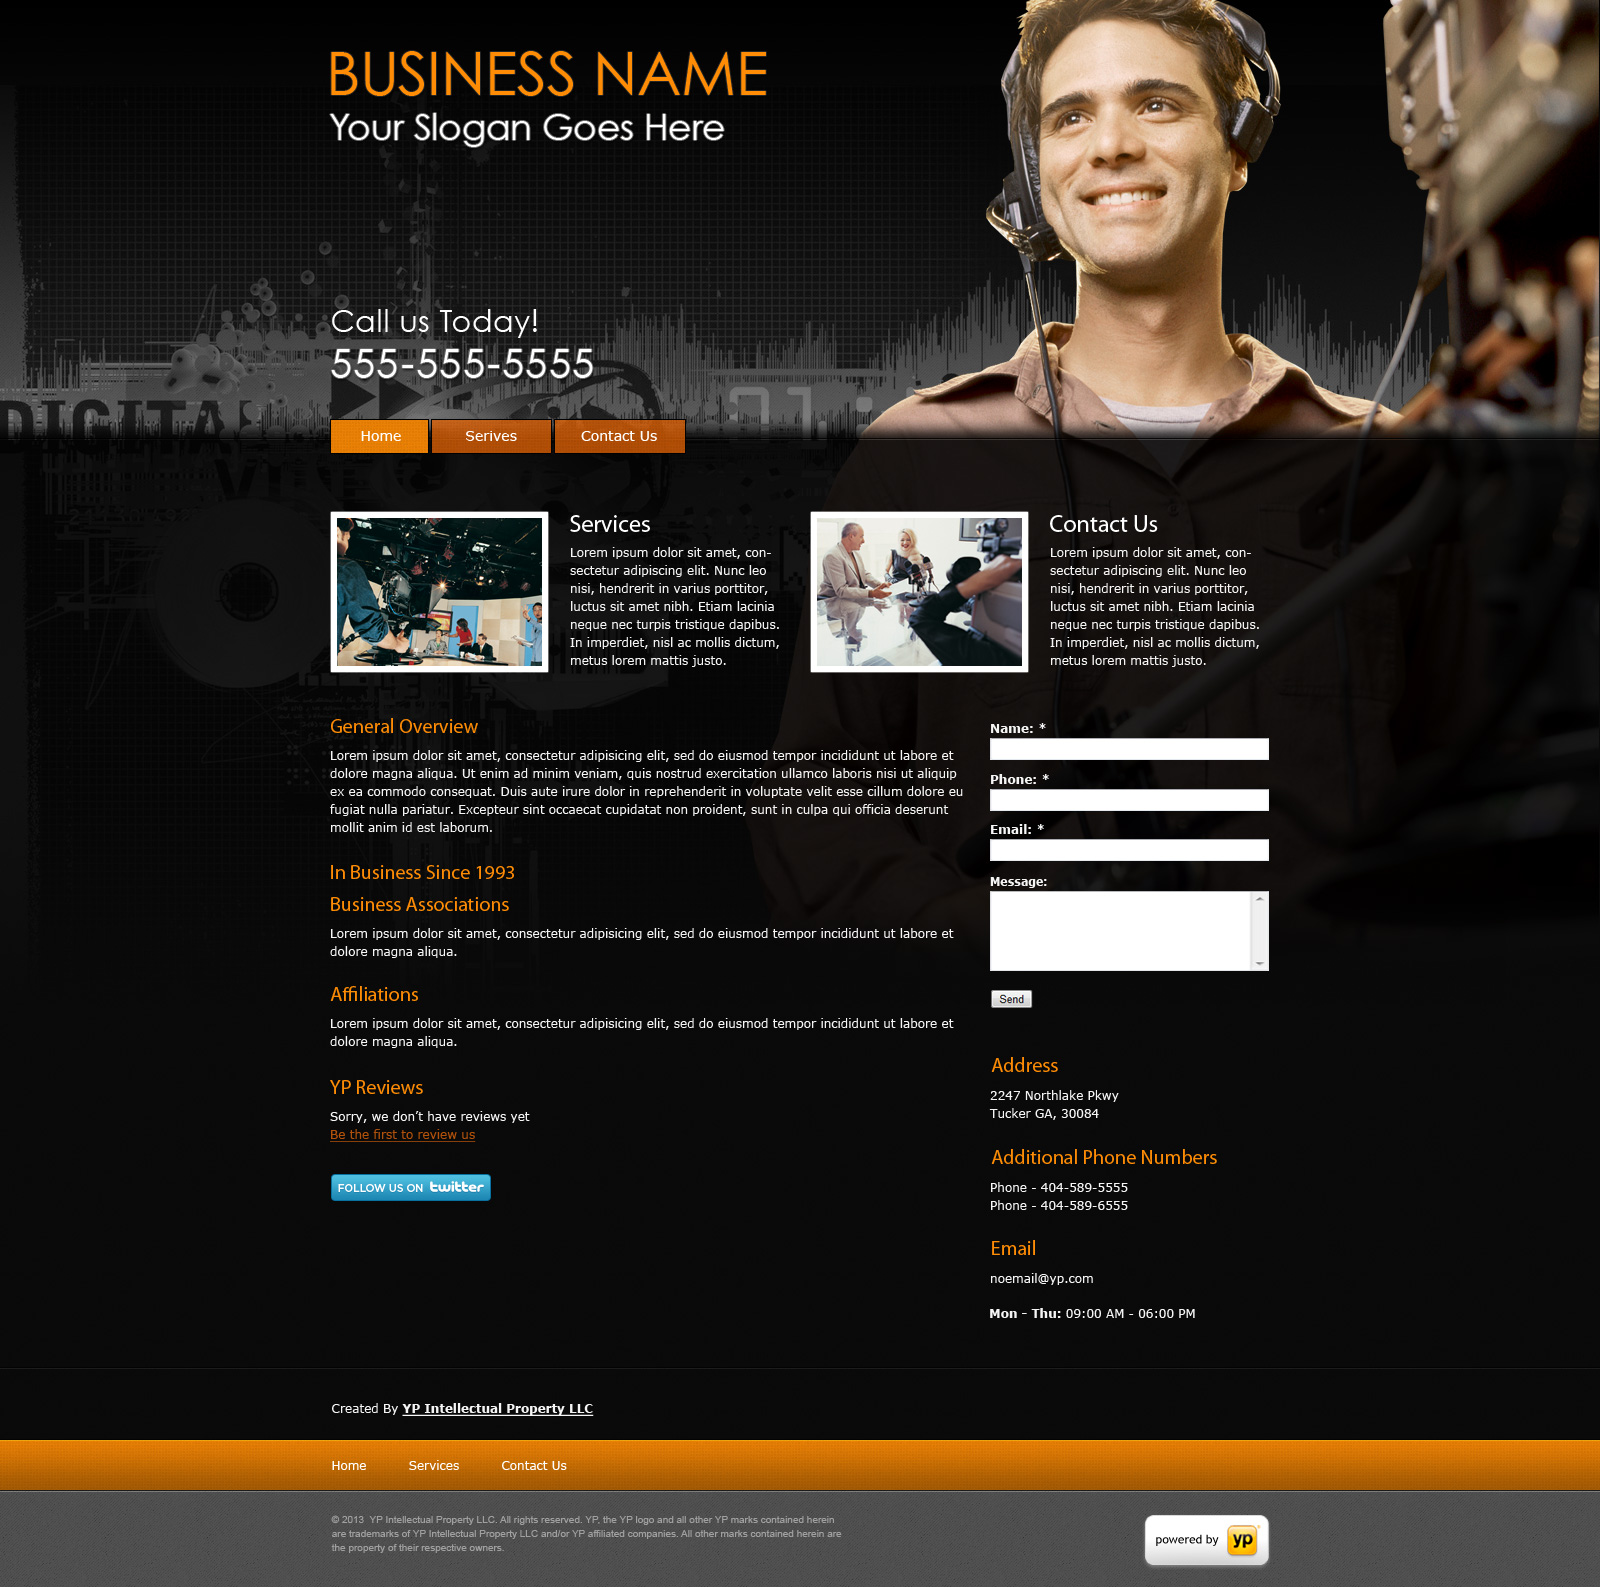 BUSINESS NAME
Your Slogan Goes Here
Call us Today!
555-555-5555
DIGITAL
01
Home
Serives
Contact Us
Services
Lorem ipsum dolor sit amet, con-
sectetur adipiscing elit. Nunc leo
nisi, hendrerit in varius porttitor,
luctus sit amet nibh. Etiam lacinia
neque nec turpis tristique dapibus.
In imperdiet, nisl ac mollis dictum,
metus lorem mattis justo.
Contact Us
Lorem ipsum dolor sit amet, con-
sectetur adipiscing elit. Nunc leo
nisi, hendrerit in varius porttitor,
luctus sit amet nibh. Etiam lacinia
neque nec turpis tristique dapibus.
In imperdiet, nisl ac mollis dictum,
metus lorem mattis justo.
General Overview
Lorem ipsum dolor sit amet, consectetur adipisicing elit, sed do eiusmod tempor incididunt ut labore et
dolore magna aliqua. Ut enim ad minim veniam, quis nostrud exercitation ullamco laboris nisi ut aliquip
ex ea commodo consequat. Duis aute irure dolor in reprehenderit in voluptate velit esse cillum dolore eu
fugiat nulla pariatur. Excepteur sint occaecat cupidatat non proident, sunt in culpa qui officia deserunt
mollit anim id est laborum.
In Business Since 1993
Business Associations
Lorem ipsum dolor sit amet, consectetur adipisicing elit, sed do eiusmod tempor incididunt ut labore et
dolore magna aliqua.
Affiliations
Lorem ipsum dolor sit amet, consectetur adipisicing elit, sed do eiusmod tempor incididunt ut labore et
dolore magna aliqua.
YP Reviews
Sorry, we don't have reviews yet
Be the first to review us
FOLLOW US ON twitter
Name: *
Phone: *
Email: *
Message:
Send
Address
2247 Northlake Pkwy
Tucker GA, 30084
Additional Phone Numbers
Phone - 404-589-5555
Phone - 404-589-6555
Email
noemail@yp.com
Mon - Thu: 09:00 AM - 06:00 PM
Created By YP Intellectual Property LLC
Home
Services
Contact Us
© 2013 YP Intellectual Property LLC. All rights reserved. YP, the YP logo and all other YP marks contained herein
are trademarks of YP Intellectual Property LLC and/or YP affiliated companies. All other marks contained herein are
the property of their respective owners.
powered by yp